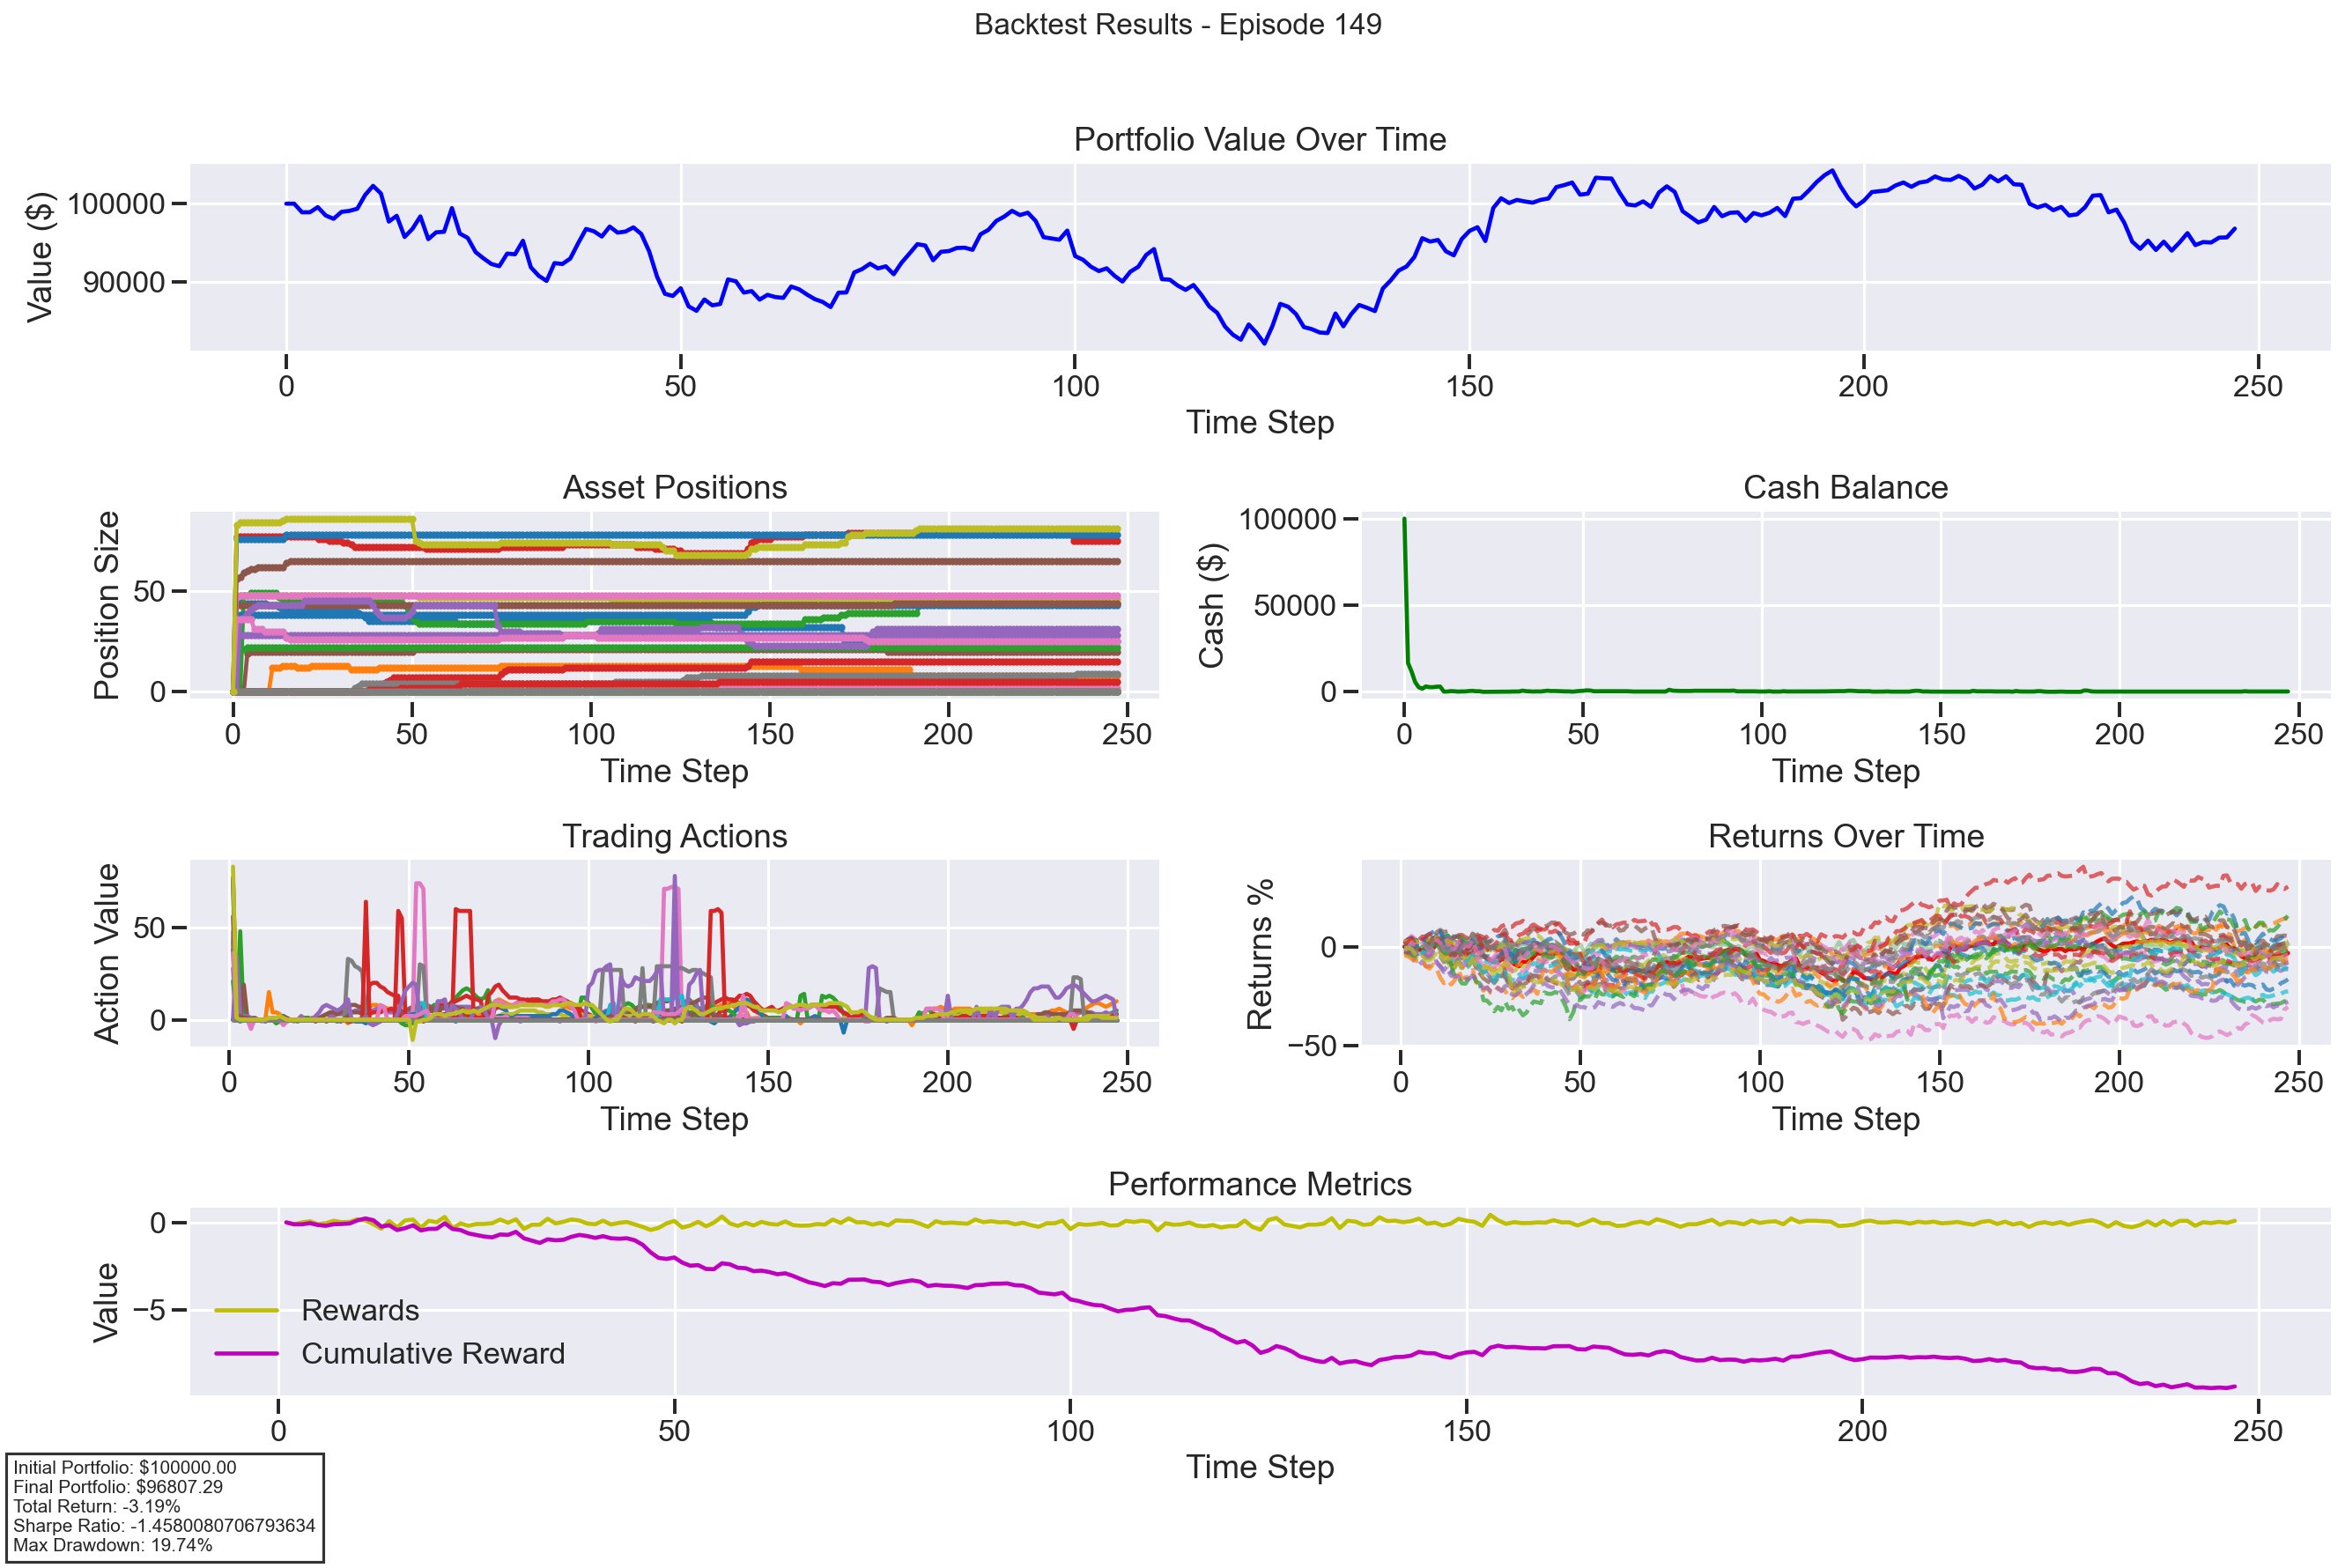 Backtest Results - Episode 149
Portfolio Value Over Time
Value ($)
100000
90000
0 50 100 150 200 250
Time Step
Asset Positions
Position Size
50
0
0 50 100 150 200 250
Time Step
Cash Balance
Cash ($)
100000
50000
0
0 50 100 150 200 250
Time Step
Trading Actions
Action Value
50
0
0 50 100 150 200 250
Time Step
Returns Over Time
Returns %
0
−50
0 50 100 150 200 250
Time Step
Performance Metrics
Value
0
−5
Rewards
Cumulative Reward
0 50 100 150 200 250
Time Step
Initial Portfolio: $100000.00
Final Portfolio: $96807.29
Total Return: -3.19%
Sharpe Ratio: -1.4580080706793634
Max Drawdown: 19.74%